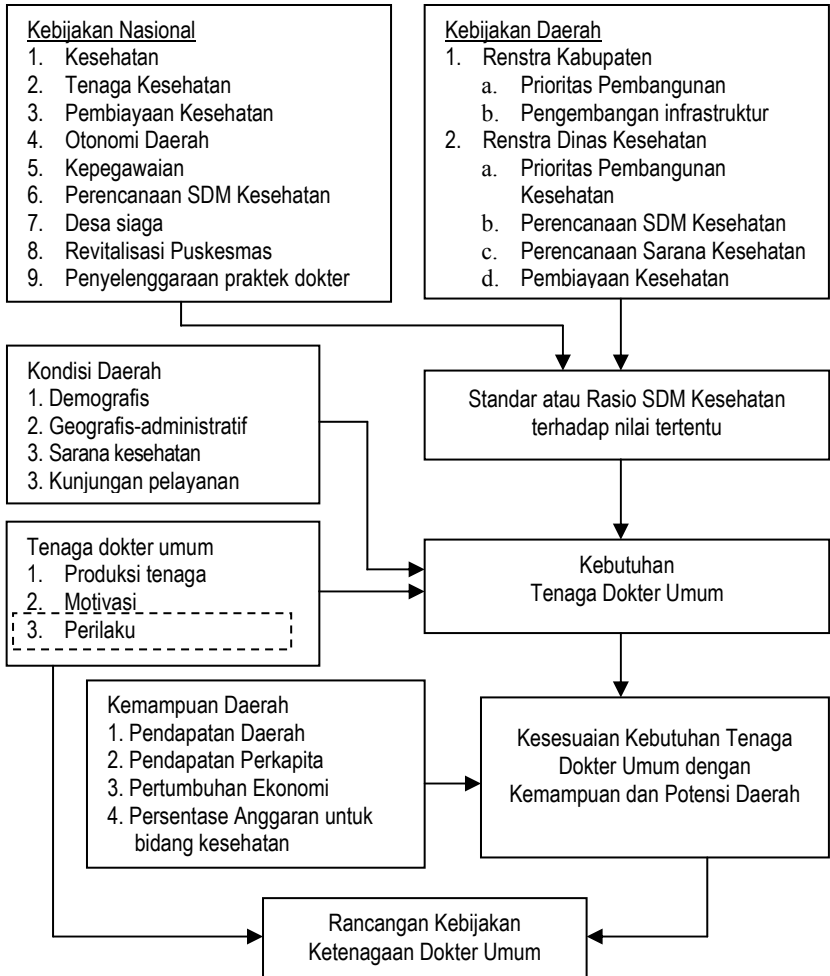 Kebijakan Nasional
1. Kesehatan
2. Tenaga Kesehatan
3. Pembiayaan Kesehatan
4. Otonomi Daerah
5. Kepegawaian
6. Perencanaan SDM Kesehatan
7. Desa siaga
8. Revitalisasi Puskesmas
9. Penyelenggaraan praktek dokter
Kebijakan Daerah
1. Renstra Kabupaten
a. Prioritas Pembangunan
b. Pengembangan infrastruktur
2. Renstra Dinas Kesehatan
a. Prioritas Pembangunan
Kesehatan
b. Perencanaan SDM Kesehatan
c. Perencanaan Sarana Kesehatan
d. Pembiayaan Kesehatan
Kondisi Daerah
1. Demografis
2. Geografis-administratif
3. Sarana kesehatan
3. Kunjungan pelayanan
Standar atau Rasio SDM Kesehatan
terhadap nilai tertentu
Tenaga dokter umum
1. Produksi tenaga
2. Motivasi
3. Perilaku
Kebutuhan
Tenaga Dokter Umum
Kemampuan Daerah
1. Pendapatan Daerah
2. Pendapatan Perkapita
3. Pertumbuhan Ekonomi
4. Persentase Anggaran untuk
bidang kesehatan
Kesesuaian Kebutuhan Tenaga
Dokter Umum dengan
Kemampuan dan Potensi Daerah
Rancangan Kebijakan
Ketenagaan Dokter Umum